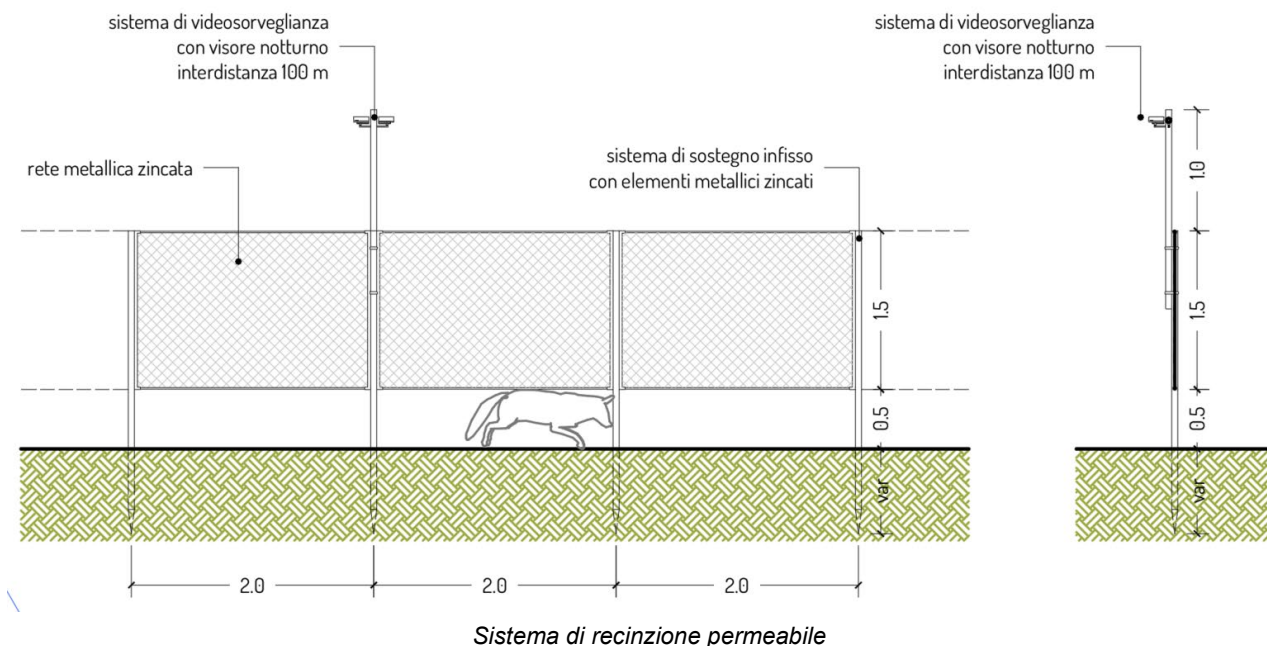 sistema di videosorveglianza
con visore notturno
interdistanza 100 m
sistema di videosorveglianza
con visore notturno
interdistanza 100 m
rete metallica zincata
sistema di sostegno infisso
con elementi metallici zincati
1.0
1.5
1.5
0.5
0.5
var
var
2.0
2.0
2.0
Sistema di recinzione permeabile